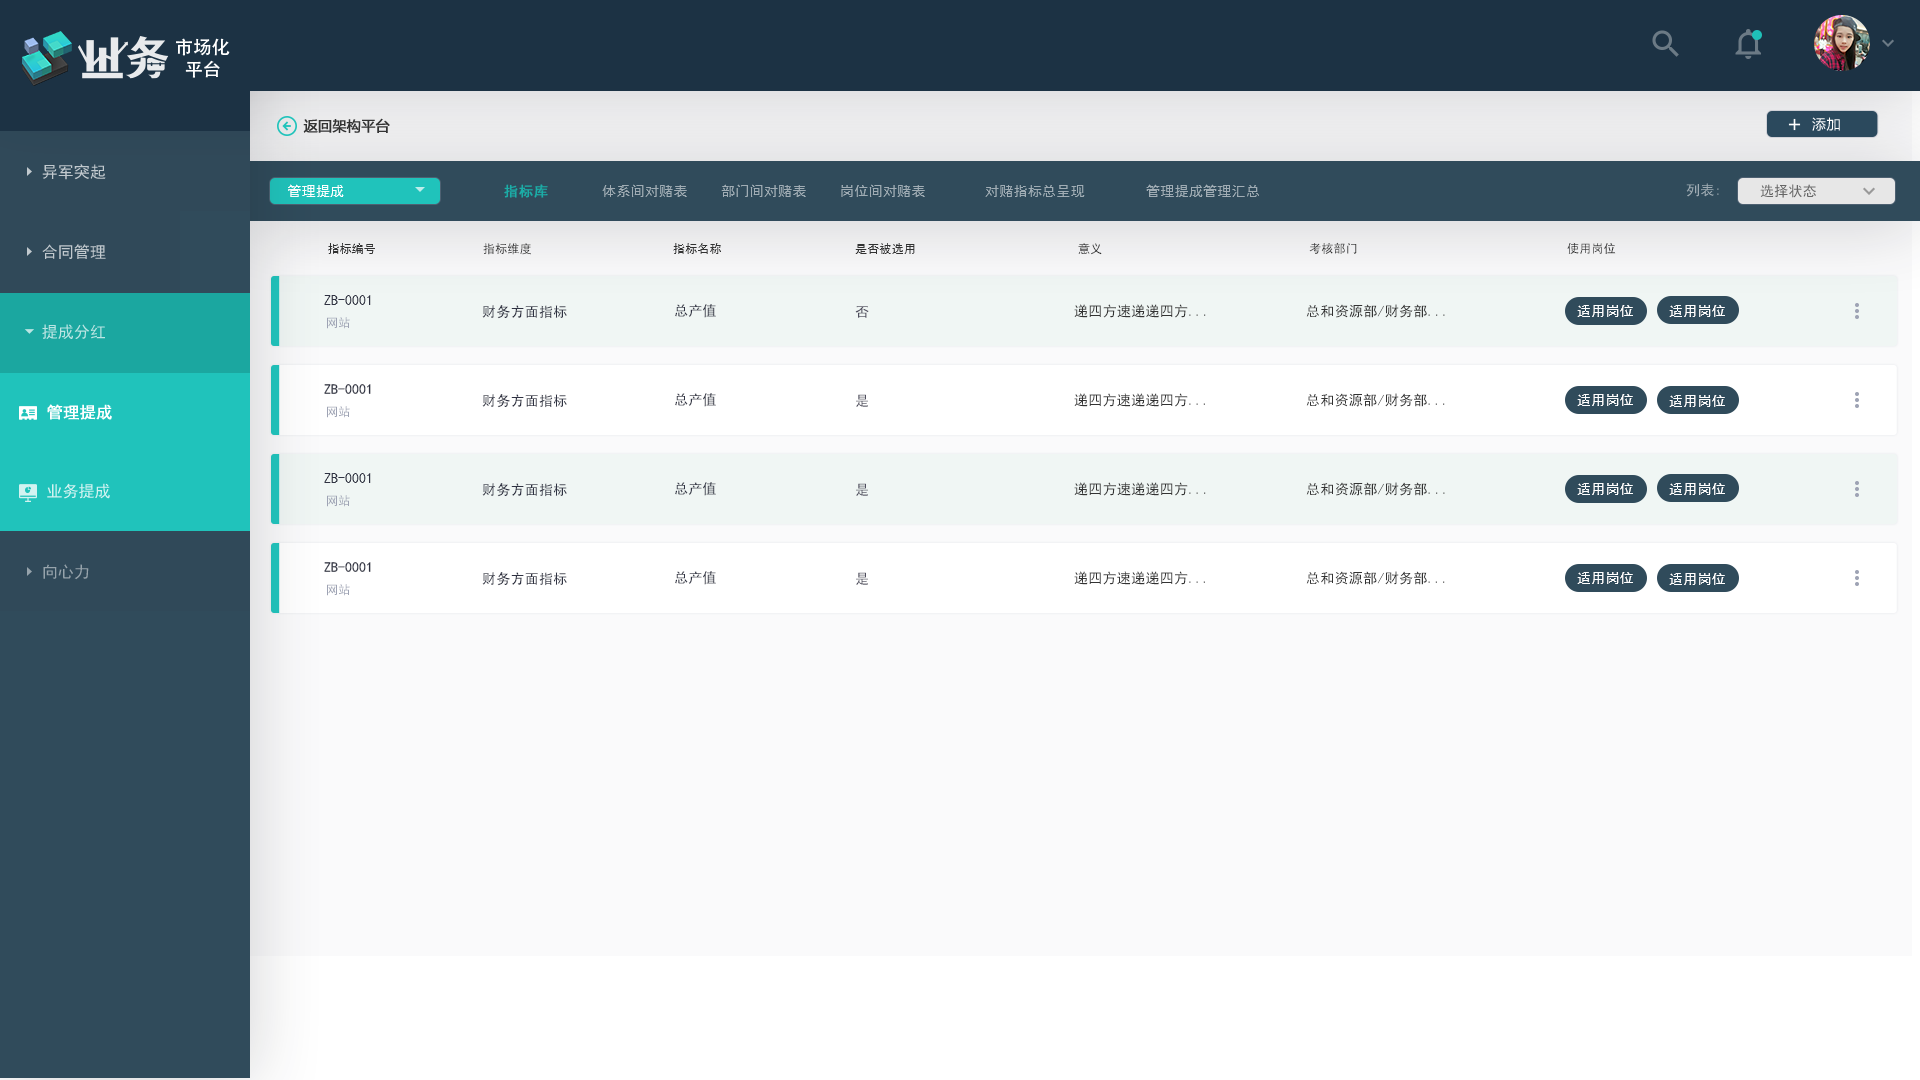 业务 市场化
平台
返回架构平台
+ 添加
异军突起
合同管理
提成分红
管理提成
业务提成
向心力
管理提成 指标库 体系间对赌表 部门间对赌表 岗位间对赌表 对赌指标总呈现 管理提成管理汇总 列表: 选择状态
指标编号 指标维度 指标名称 是否被选用 意义 考核部门 使用岗位
ZB-0001
网站
财务方面指标 总产值 否 递四方速递递四方... 总和资源部/财务部... 适用岗位 适用岗位
ZB-0001
网站
财务方面指标 总产值 是 递四方速递递四方... 总和资源部/财务部... 适用岗位 适用岗位
ZB-0001
网站
财务方面指标 总产值 是 递四方速递递四方... 总和资源部/财务部... 适用岗位 适用岗位
ZB-0001
网站
财务方面指标 总产值 是 递四方速递递四方... 总和资源部/财务部... 适用岗位 适用岗位